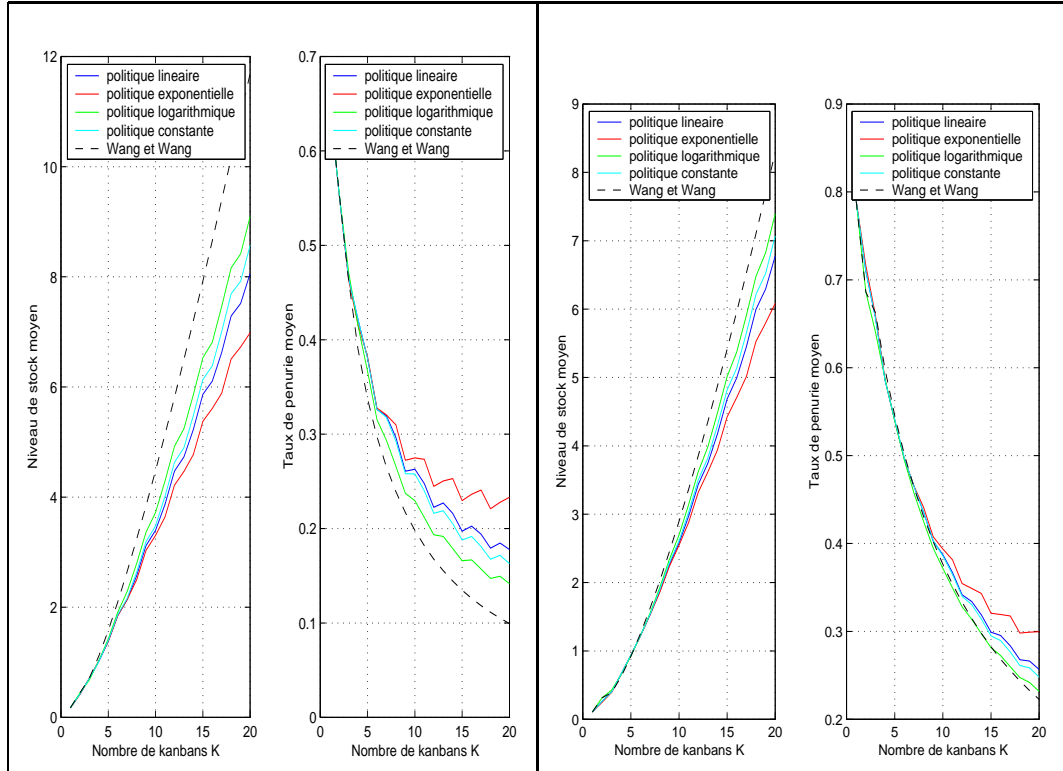 12
10
8
6
4
2
0
Niveau de stock moyen
politique lineaire
politique exponentielle
politique logarithmique
politique constante
Wang et Wang
0 5 10 15 20
Nombre de kanbans K
0.7
0.6
0.5
0.4
0.3
0.2
0.1
0
Taux de penurie moyen
politique lineaire
politique exponentielle
politique logarithmique
politique constante
Wang et Wang
0 5 10 15 20
Nombre de kanbans K
9
8
7
6
5
4
3
2
1
0
Niveau de stock moyen
politique lineaire
politique exponentielle
politique logarithmique
politique constante
Wang et Wang
0 5 10 15 20
Nombre de kanbans K
0.9
0.8
0.7
0.6
0.5
0.4
0.3
0.2
Taux de penurie moyen
politique lineaire
politique exponentielle
politique logarithmique
politique constante
Wang et Wang
0 5 10 15 20
Nombre de kanbans K